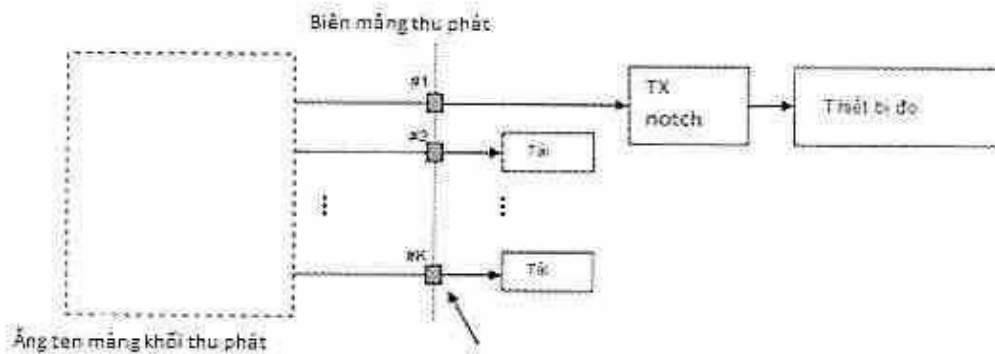 Biên mảng thu phát
#1
TX
notch
Thiết bị đo
#2
Tải
⋮
⋮
#K
Tải
Ăng ten mảng khối thu phát